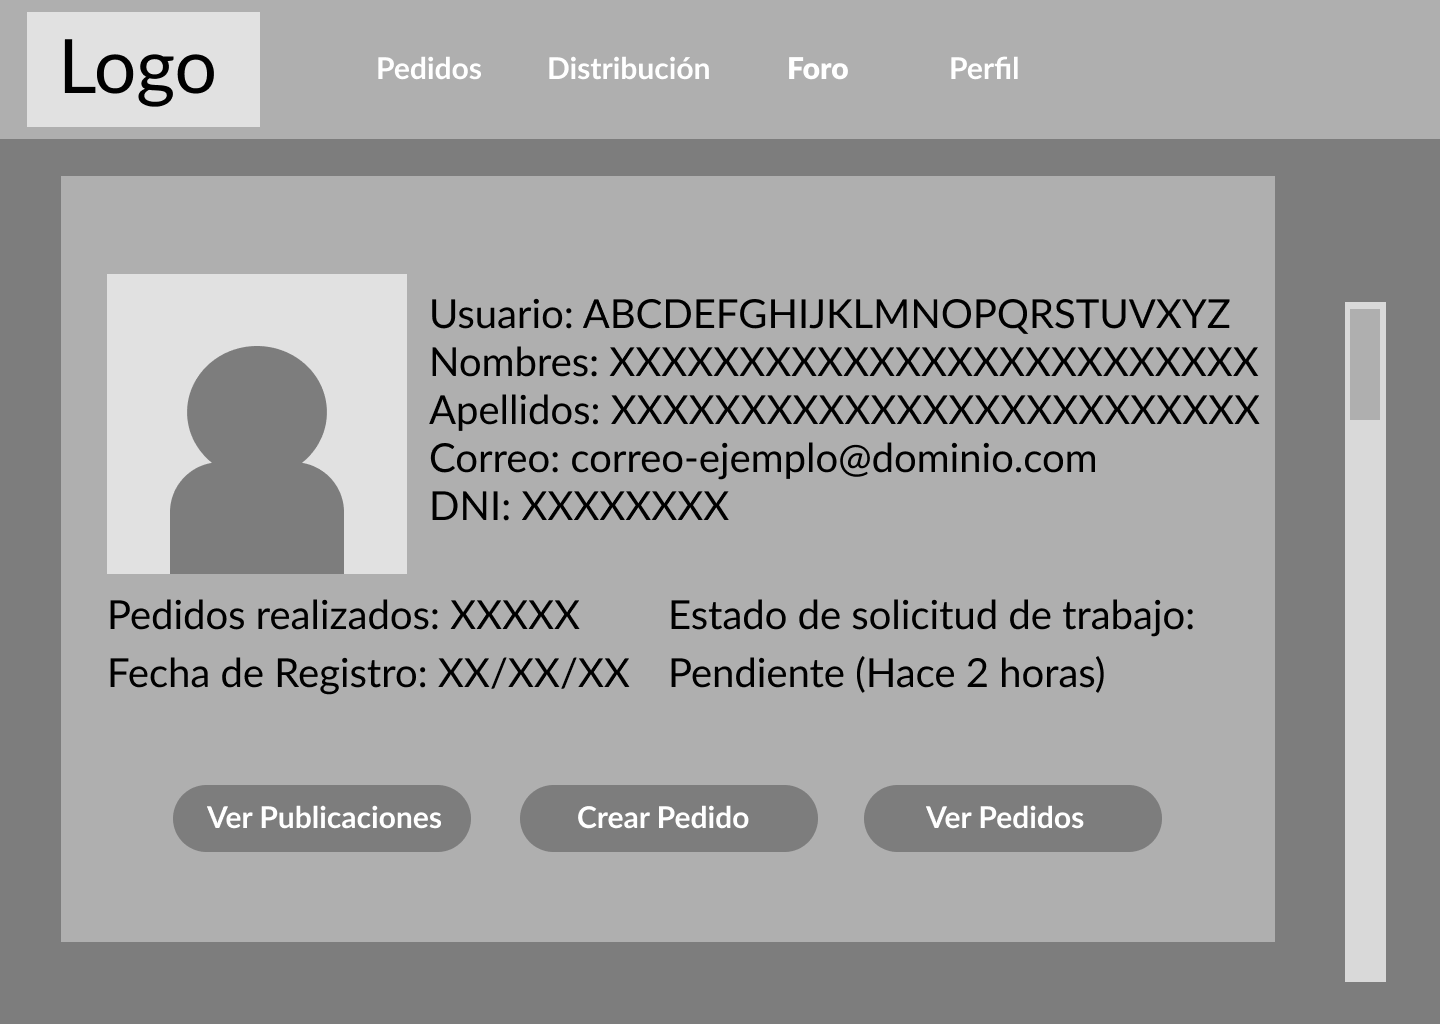 Logo
Pedidos Distribución Foro Perfil
Usuario: ABCDEFGHIJKLMNOPQRSTUVXYZ
Nombres: XXXXXXXXXXXXXXXXXXXXXXXXX
Apellidos: XXXXXXXXXXXXXXXXXXXXXXXXX
Correo: correo-ejemplo@dominio.com
DNI: XXXXXXXX
Pedidos realizados: XXXXX
Fecha de Registro: XX/XX/XX
Estado de solicitud de trabajo:
Pendiente (Hace 2 horas)
Ver Publicaciones
Crear Pedido
Ver Pedidos